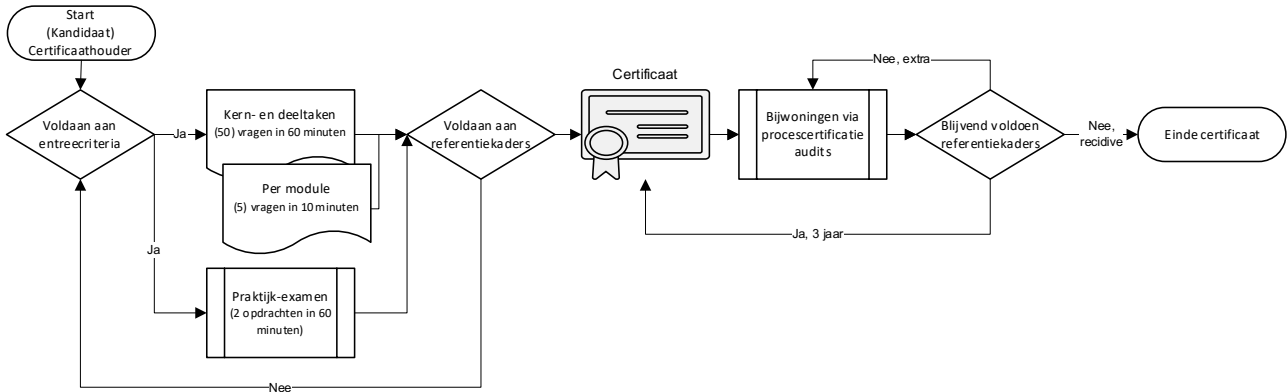 Start
(Kandidaat)
Certificaathouder
Voldaan aan
entreecriteria
Ja
Ja
Kern- en deeltaken
(50) vragen in 60 minuten
Per module
(5) vragen in 10 minuten
Praktijk-examen
(2 opdrachten in 60
minuten)
Voldaan aan
referentiekaders
Nee
Certificaat
Bijwoningen via
procescertificatie
audits
Nee, extra
Blijvend voldoen
referentiekaders
Ja, 3 jaar
Nee,
recidive
Einde certificaat